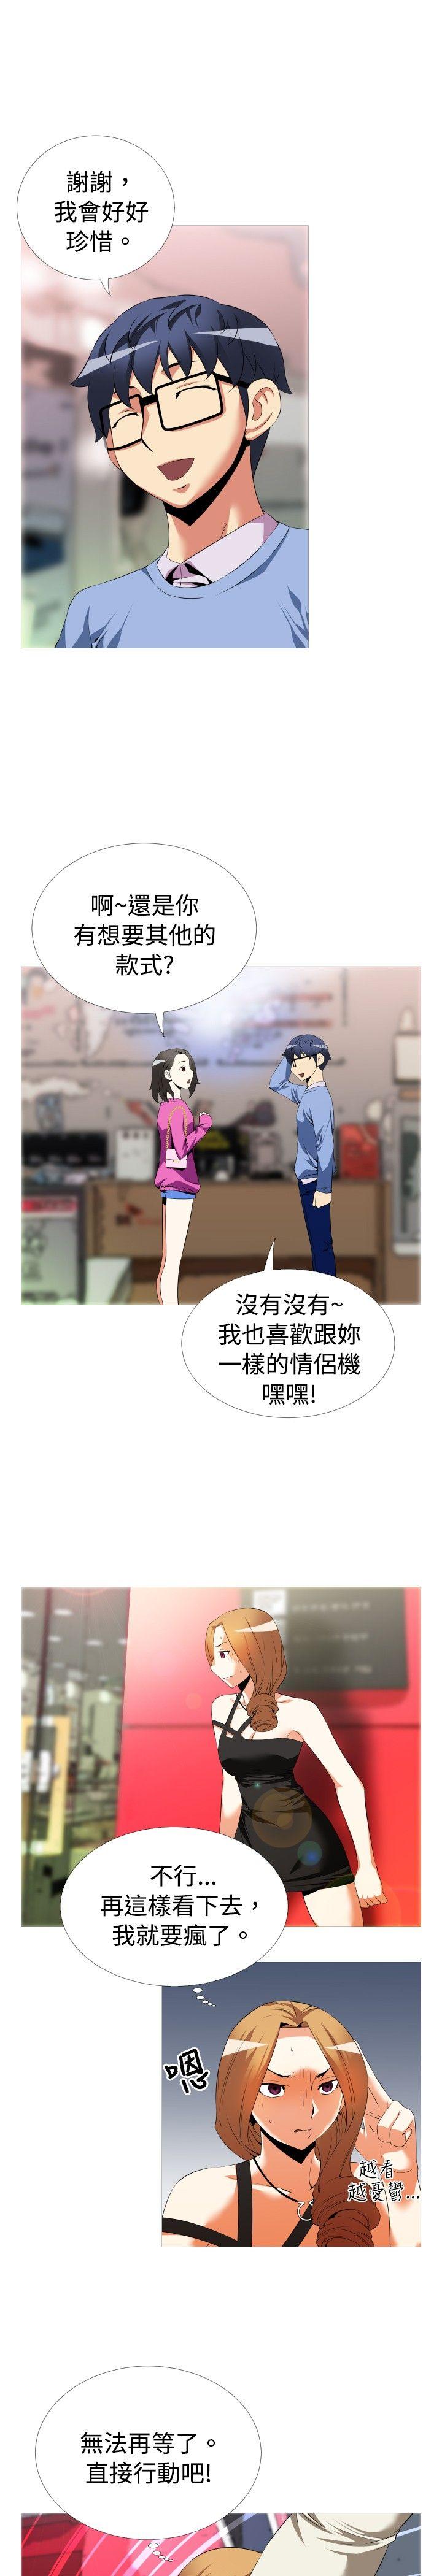 謝謝，
我會好好
珍惜。
啊~還是你
有想要其他的
款式?
沒有沒有~
我也喜歡跟妳
一樣的情侶機
嘿嘿!
不行...
再這樣看下去，
我就要瘋了。
嗯
越看
越憂鬱...
無法再等了。
直接行動吧!